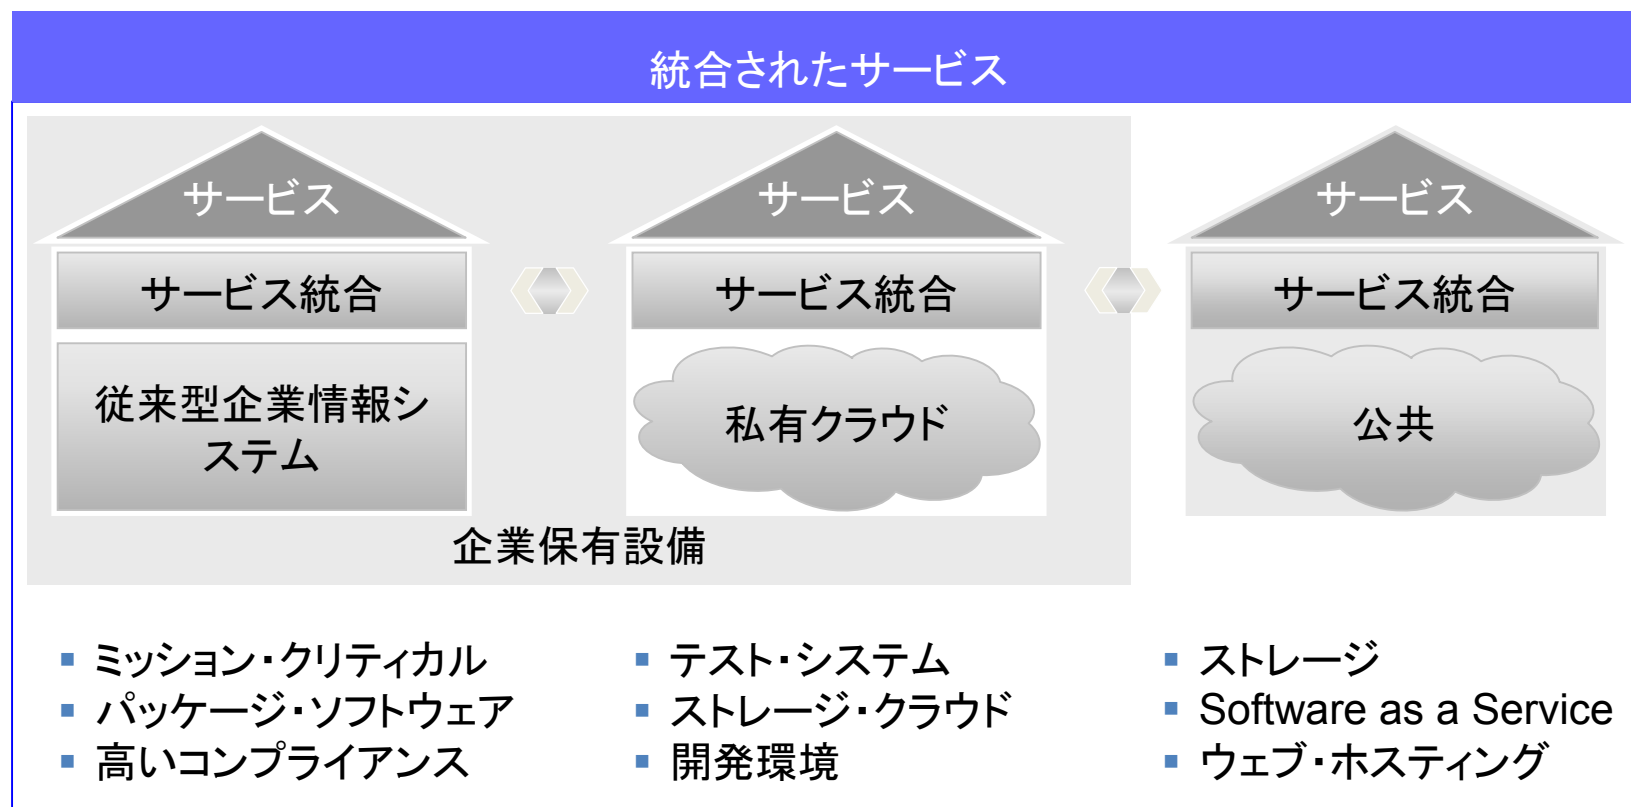 統合されたサービス
サービス
サービス
サービス
サービス統合
サービス統合
サービス統合
従来型企業情報シ
ステム
私有クラウド
公共
企業保有設備
▪ ミッション・クリティカル
▪ パッケージ・ソフトウェア
▪ 高いコンプライアンス
▪ テスト・システム
▪ ストレージ・クラウド
▪ 開発環境
▪ ストレージ
▪ Software as a Service
▪ ウェブ・ホスティング